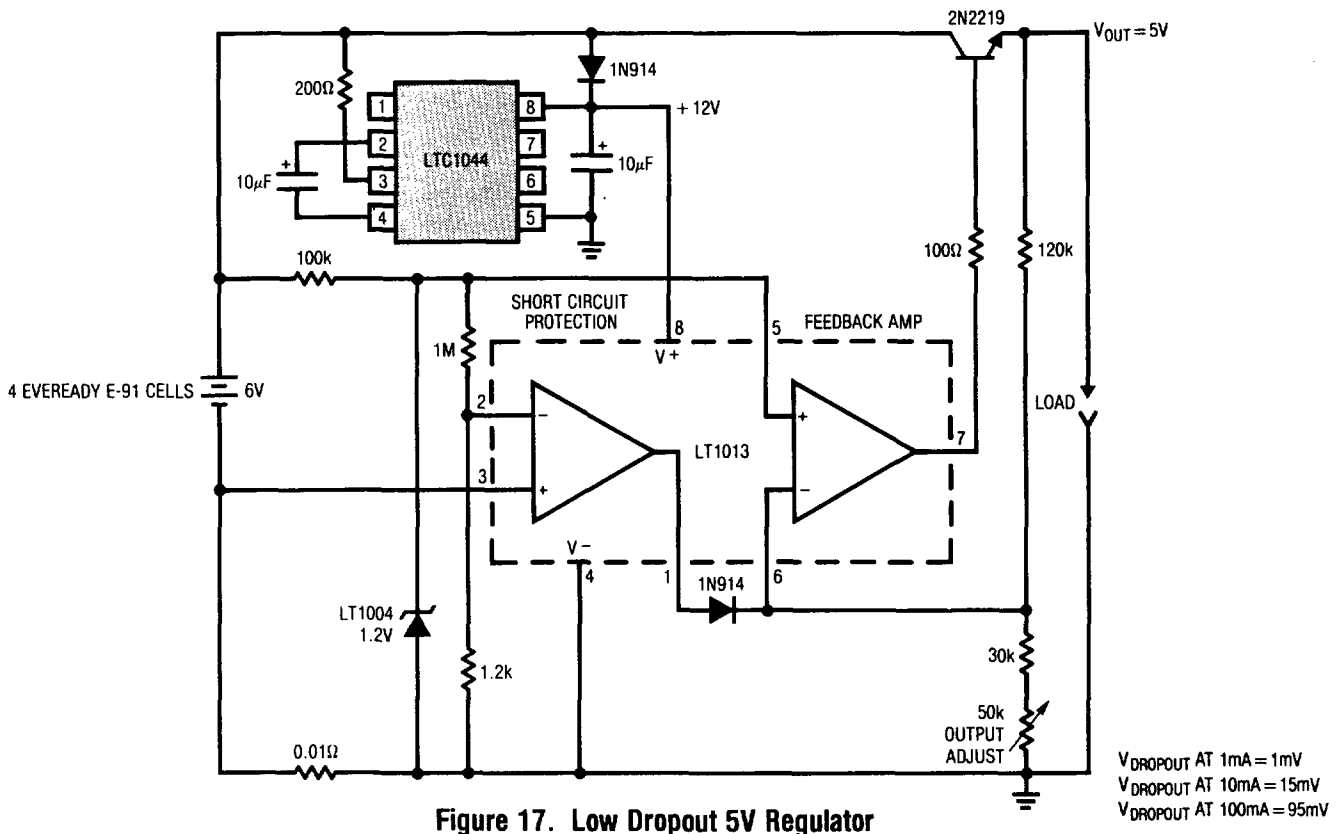 2N2219
V_OUT = 5V
1N914
200Ω
1
2
3
4
LTC1044
8
7
6
5
+12V
+
10μF
+
10μF
100k
100Ω
120k
SHORT CIRCUIT
PROTECTION
8
V+
5
FEEDBACK AMP
1M
4 EVEREADY E-91 CELLS
6V
2
−
3
+
LT1013
+
−
7
LOAD
V−
4
1
1N914
6
LT1004
1.2V
1.2k
30k
50k
OUTPUT
ADJUST
0.01Ω
V_DROPOUT AT 1mA = 1mV
V_DROPOUT AT 10mA = 15mV
V_DROPOUT AT 100mA = 95mV
Figure 17. Low Dropout 5V Regulator